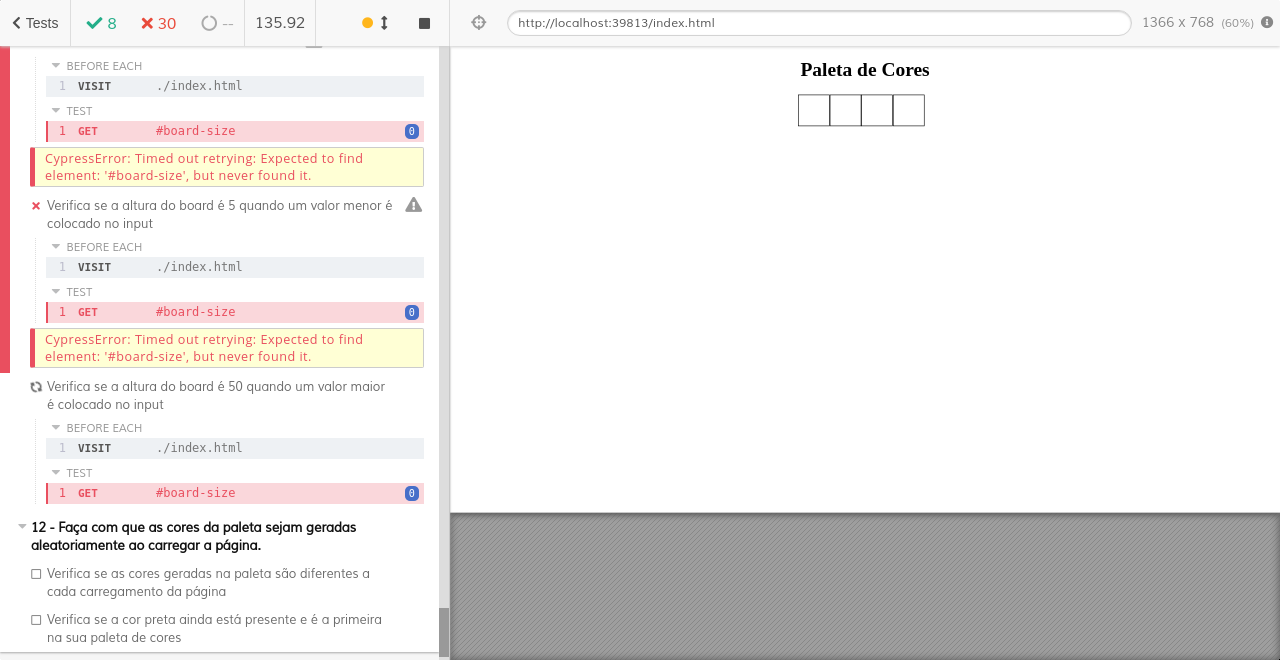 Tests 8 30 -- 135.92 http://localhost:39813/index.html 1366 x 768 (60%)
BEFORE EACH
1 VISIT ./index.html
TEST
1 GET #board-size 0
CypressError: Timed out retrying: Expected to find
element: '#board-size', but never found it.
Verifica se a altura do board é 5 quando um valor menor é
colocado no input
BEFORE EACH
1 VISIT ./index.html
TEST
1 GET #board-size 0
CypressError: Timed out retrying: Expected to find
element: '#board-size', but never found it.
Verifica se a altura do board é 50 quando um valor maior
é colocado no input
BEFORE EACH
1 VISIT ./index.html
TEST
1 GET #board-size 0
12 - Faça com que as cores da paleta sejam geradas
aleatoriamente ao carregar a página.
Verifica se as cores geradas na paleta são diferentes a
cada carregamento da página
Verifica se a cor preta ainda está presente e é a primeira
na sua paleta de cores
Paleta de Cores